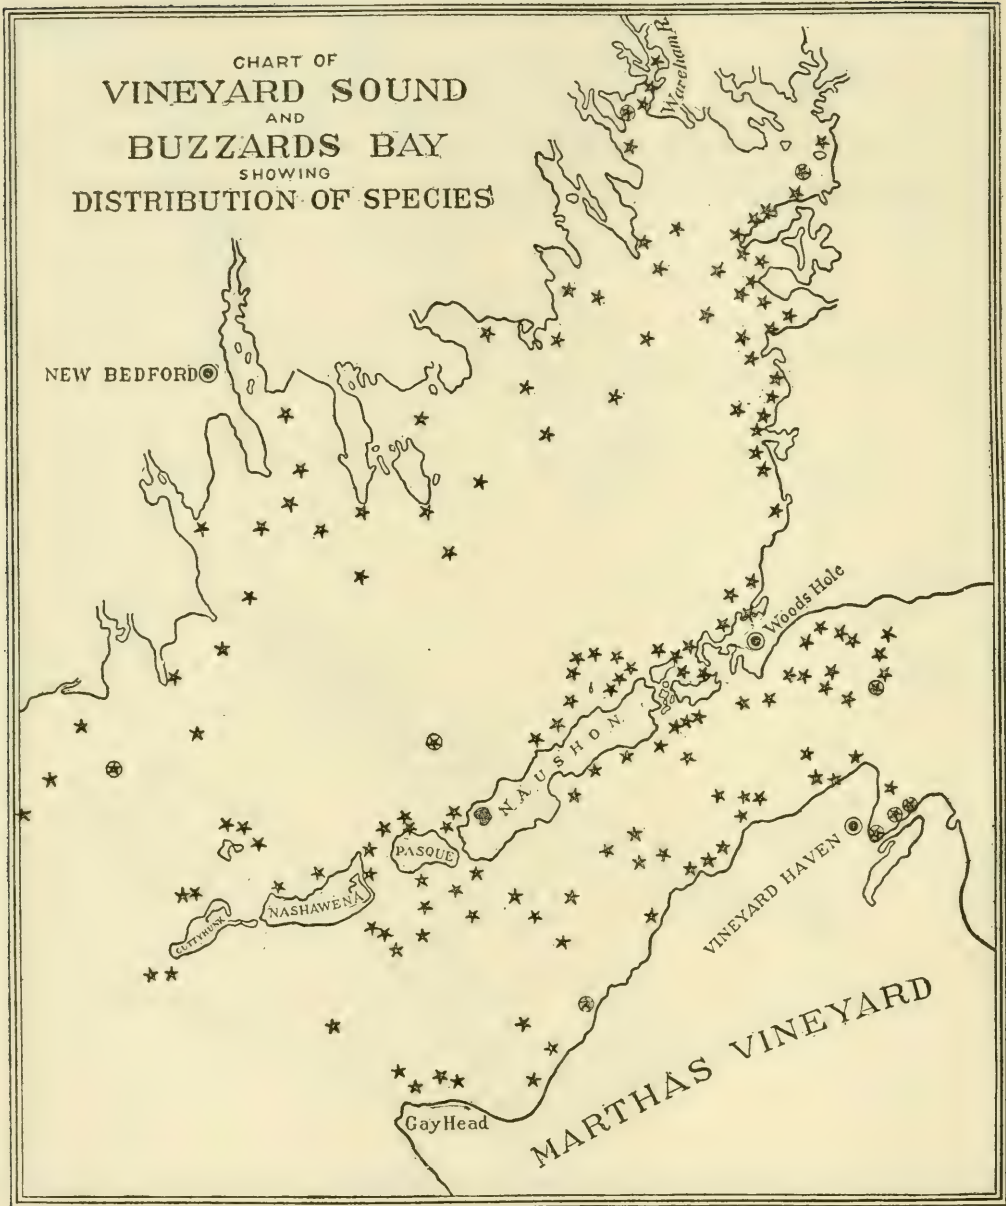 CHART OF
VINEYARD SOUND
AND
BUZZARDS BAY
SHOWING
DISTRIBUTION OF SPECIES
Wareham R.
NEW BEDFORD
Woods Hole
NAUSHON
PASQUE
NASHAWENA
CUTTYHUNK
VINEYARD HAVEN
MARTHAS VINEYARD
Gay Head